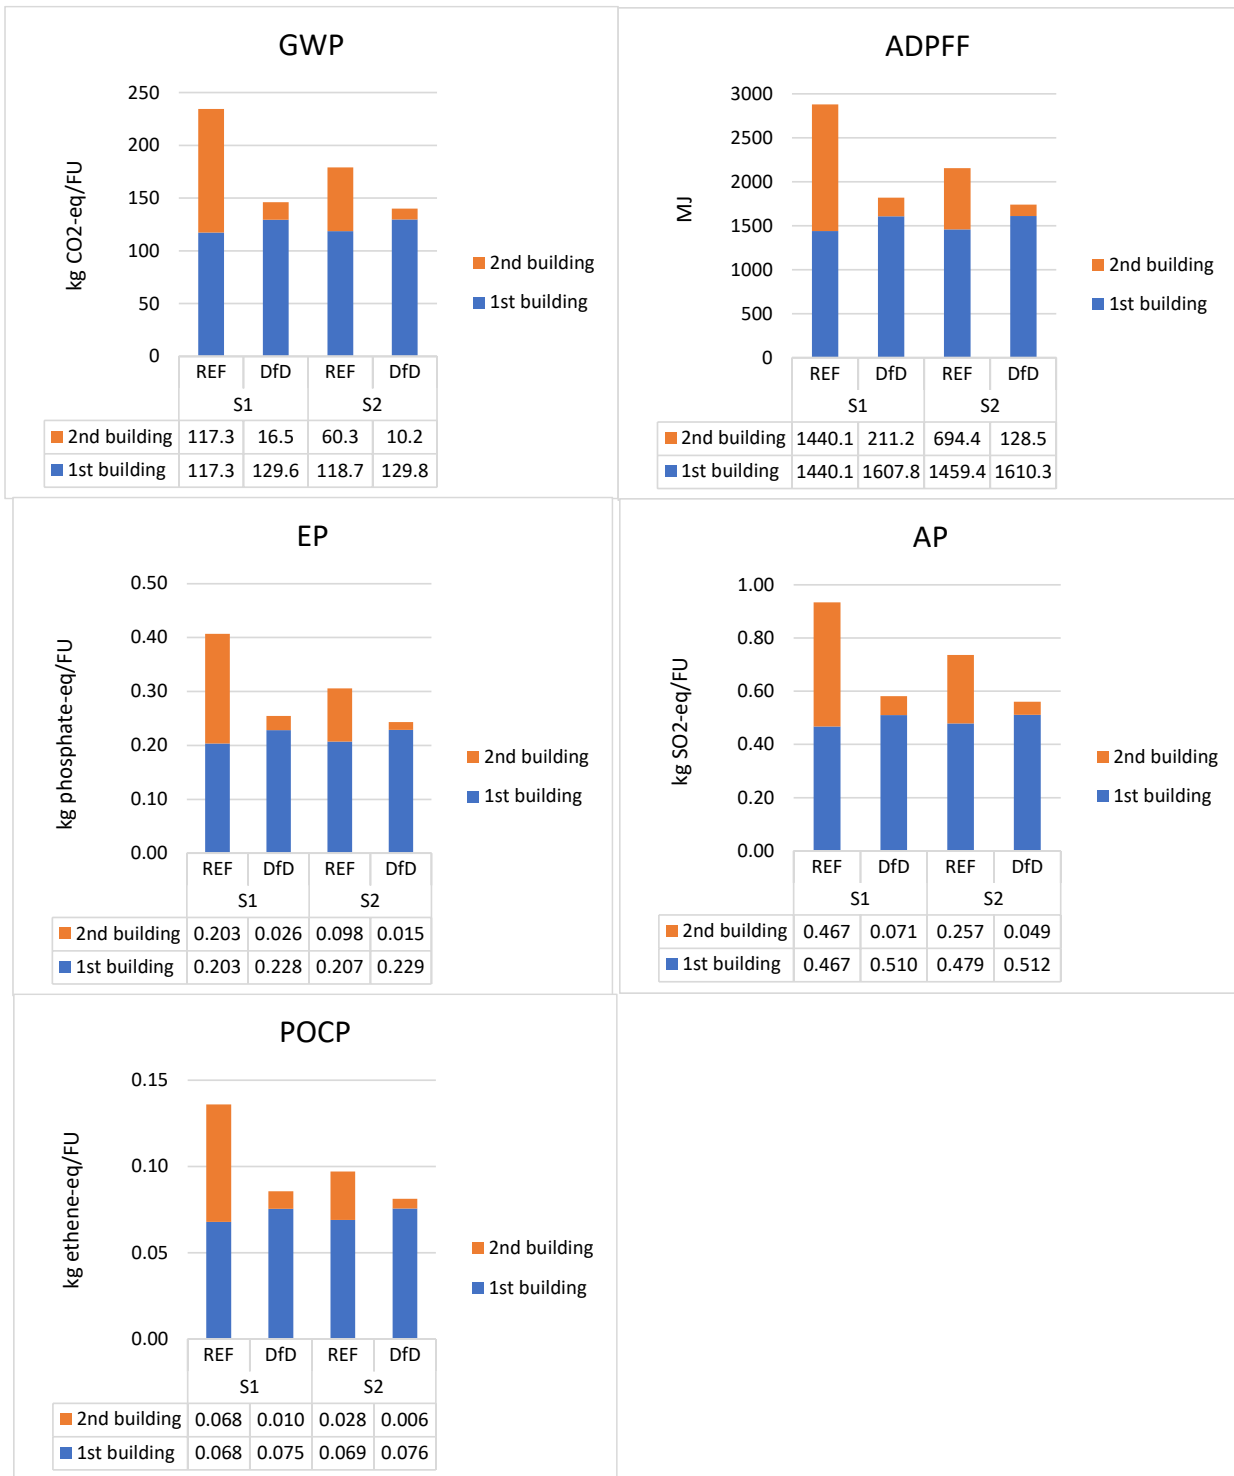 GWP
250
200
150
100
50
0
kg CO2-eq/FU
2nd building
1st building
REF DfD REF DfD
S1 S2
2nd building 117.3 16.5 60.3 10.2
1st building 117.3 129.6 118.7 129.8
ADPFF
3000
2500
2000
1500
1000
500
0
MJ
2nd building
1st building
REF DfD REF DfD
S1 S2
2nd building 1440.1 211.2 694.4 128.5
1st building 1440.1 1607.8 1459.4 1610.3
EP
0.50
0.40
0.30
0.20
0.10
0.00
kg phosphate-eq/FU
2nd building
1st building
REF DfD REF DfD
S1 S2
2nd building 0.203 0.026 0.098 0.015
1st building 0.203 0.228 0.207 0.229
AP
1.00
0.80
0.60
0.40
0.20
0.00
kg SO2-eq/FU
2nd building
1st building
REF DfD REF DfD
S1 S2
2nd building 0.467 0.071 0.257 0.049
1st building 0.467 0.510 0.479 0.512
POCP
0.15
0.10
0.05
0.00
kg ethene-eq/FU
2nd building
1st building
REF DfD REF DfD
S1 S2
2nd building 0.068 0.010 0.028 0.006
1st building 0.068 0.075 0.069 0.076